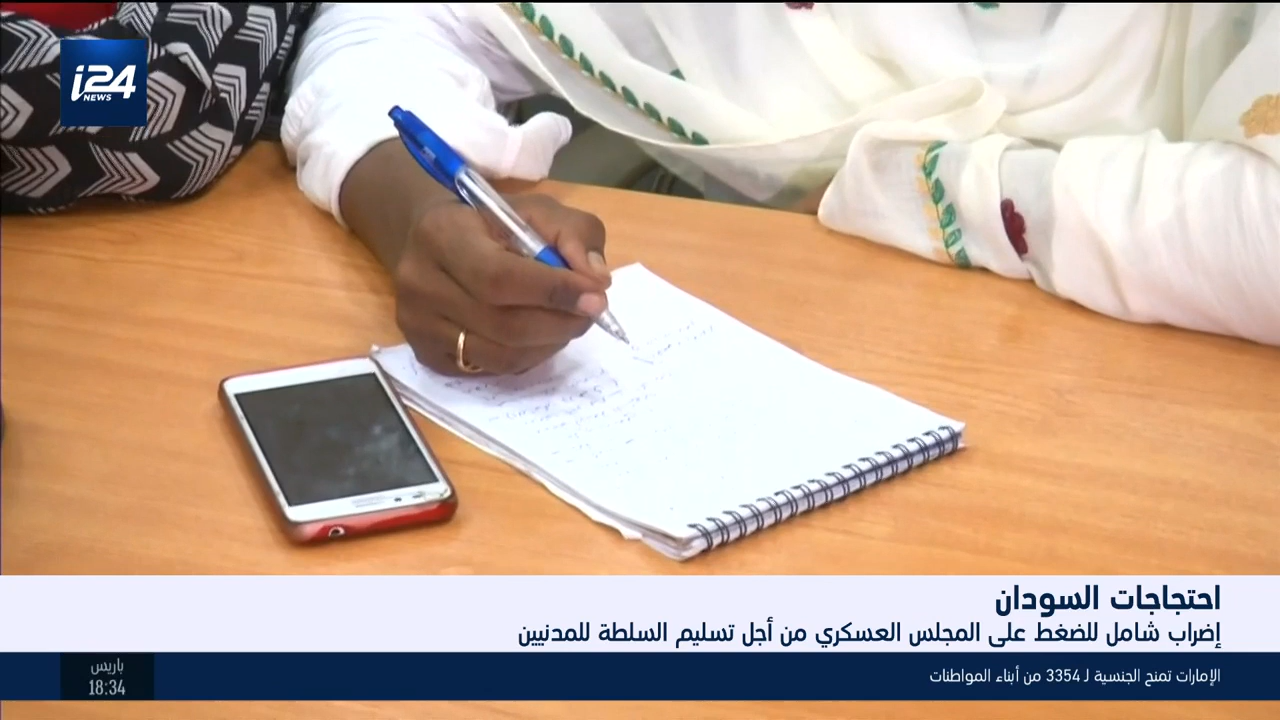 i24
NEWS
احتجاجات السودان
إضراب شامل للضغط على المجلس العسكري من أجل تسليم السلطة للمدنيين
الإمارات تمنح الجنسية لـ 3354 من أبناء المواطنات
باريس
18:34